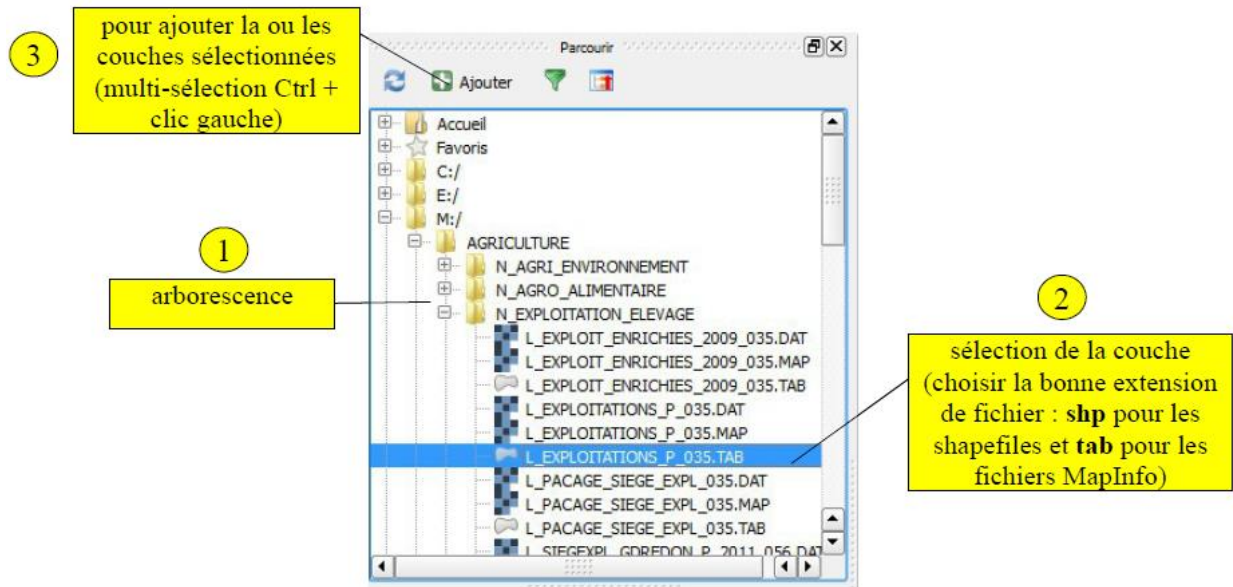 3
pour ajouter la ou les
couches sélectionnées
(multi-sélection Ctrl +
clic gauche)
Parcourir
Ajouter
Accueil
Favoris
C:/
E:/
M:/
AGRICULTURE
N_AGRI_ENVIRONNEMENT
N_AGRO_ALIMENTAIRE
N_EXPLOITATION_ELEVAGE
L_EXPLOIT_ENRICHIES_2009_035.DAT
L_EXPLOIT_ENRICHIES_2009_035.MAP
L_EXPLOIT_ENRICHIES_2009_035.TAB
L_EXPLOITATIONS_P_035.DAT
L_EXPLOITATIONS_P_035.MAP
L_EXPLOITATIONS_P_035.TAB
L_PACAGE_SIEGE_EXPL_035.DAT
L_PACAGE_SIEGE_EXPL_035.MAP
L_PACAGE_SIEGE_EXPL_035.TAB
L_SIEGEXPL_GDREDON_P_2011_056.DAT
1
arborescence
2
sélection de la couche
(choisir la bonne extension
de fichier : shp pour les
shapefiles et tab pour les
fichiers MapInfo)